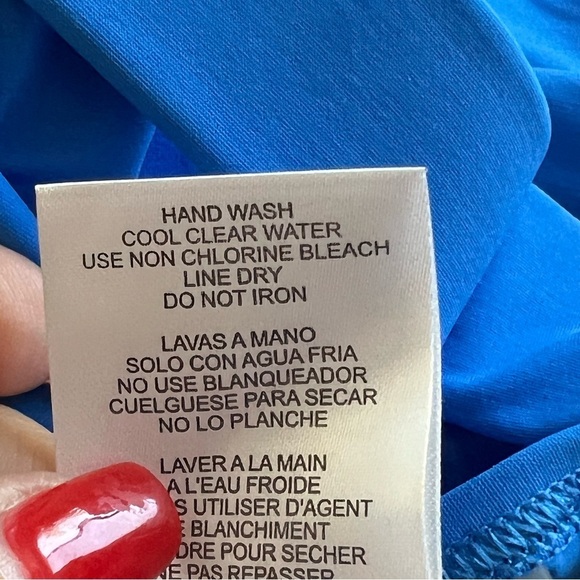 HAND WASH
COOL CLEAR WATER
USE NON CHLORINE BLEACH
LINE DRY
DO NOT IRON
LAVAS A MANO
SOLO CON AGUA FRIA
NO USE BLANQUEADOR
CUELGUESE PARA SECAR
NO LO PLANCHE
LAVER A LA MAIN
A L'EAU FROIDE
UTILISER D'AGENT
BLANCHIMENT
POUR SECHER
NE PAS REPASSER